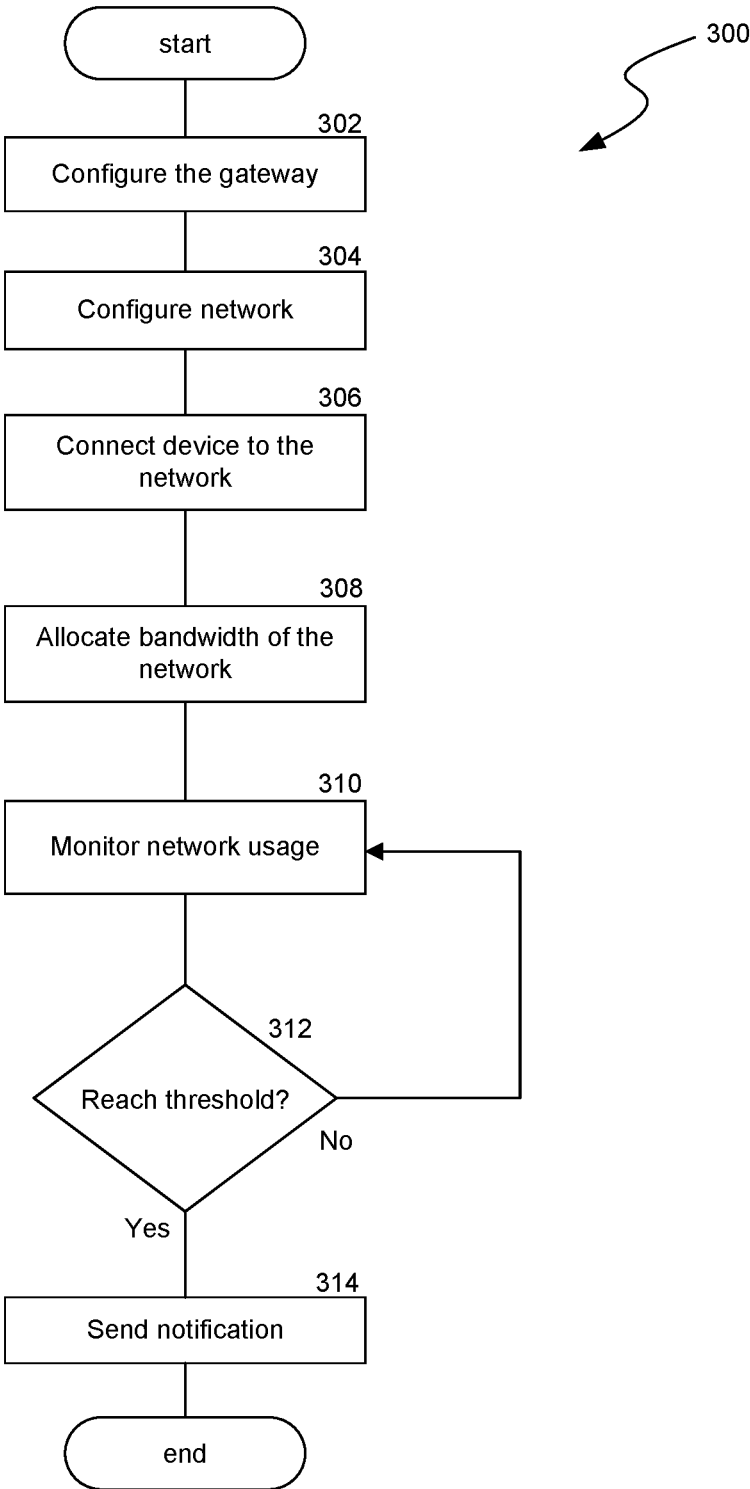 start
300
302
Configure the gateway
304
Configure network
306
Connect device to the
network
308
Allocate bandwidth of the
network
310
Monitor network usage
312
Reach threshold?
No
Yes
314
Send notification
end